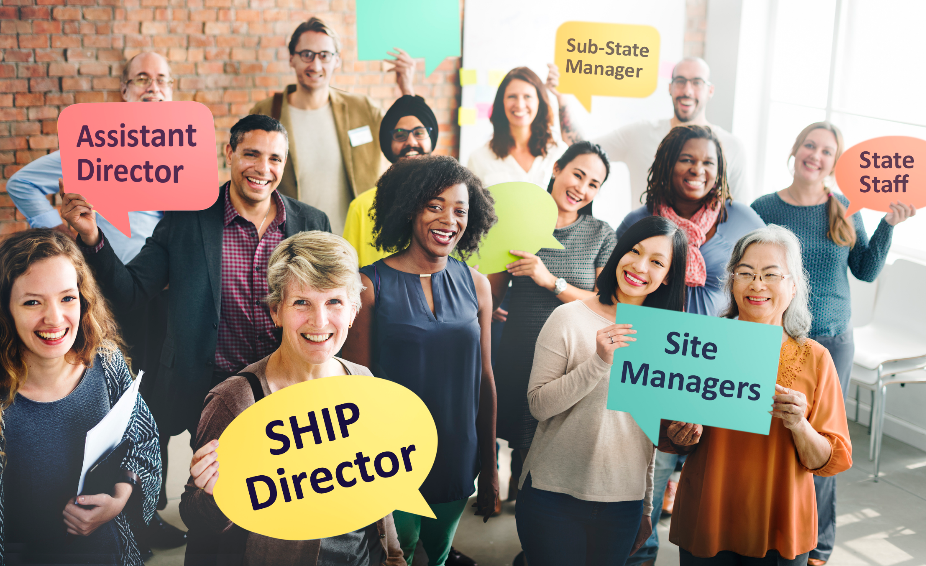 Sub-State
Manager
Assistant
Director
State
Staff
Site
Managers
SHIP
Director